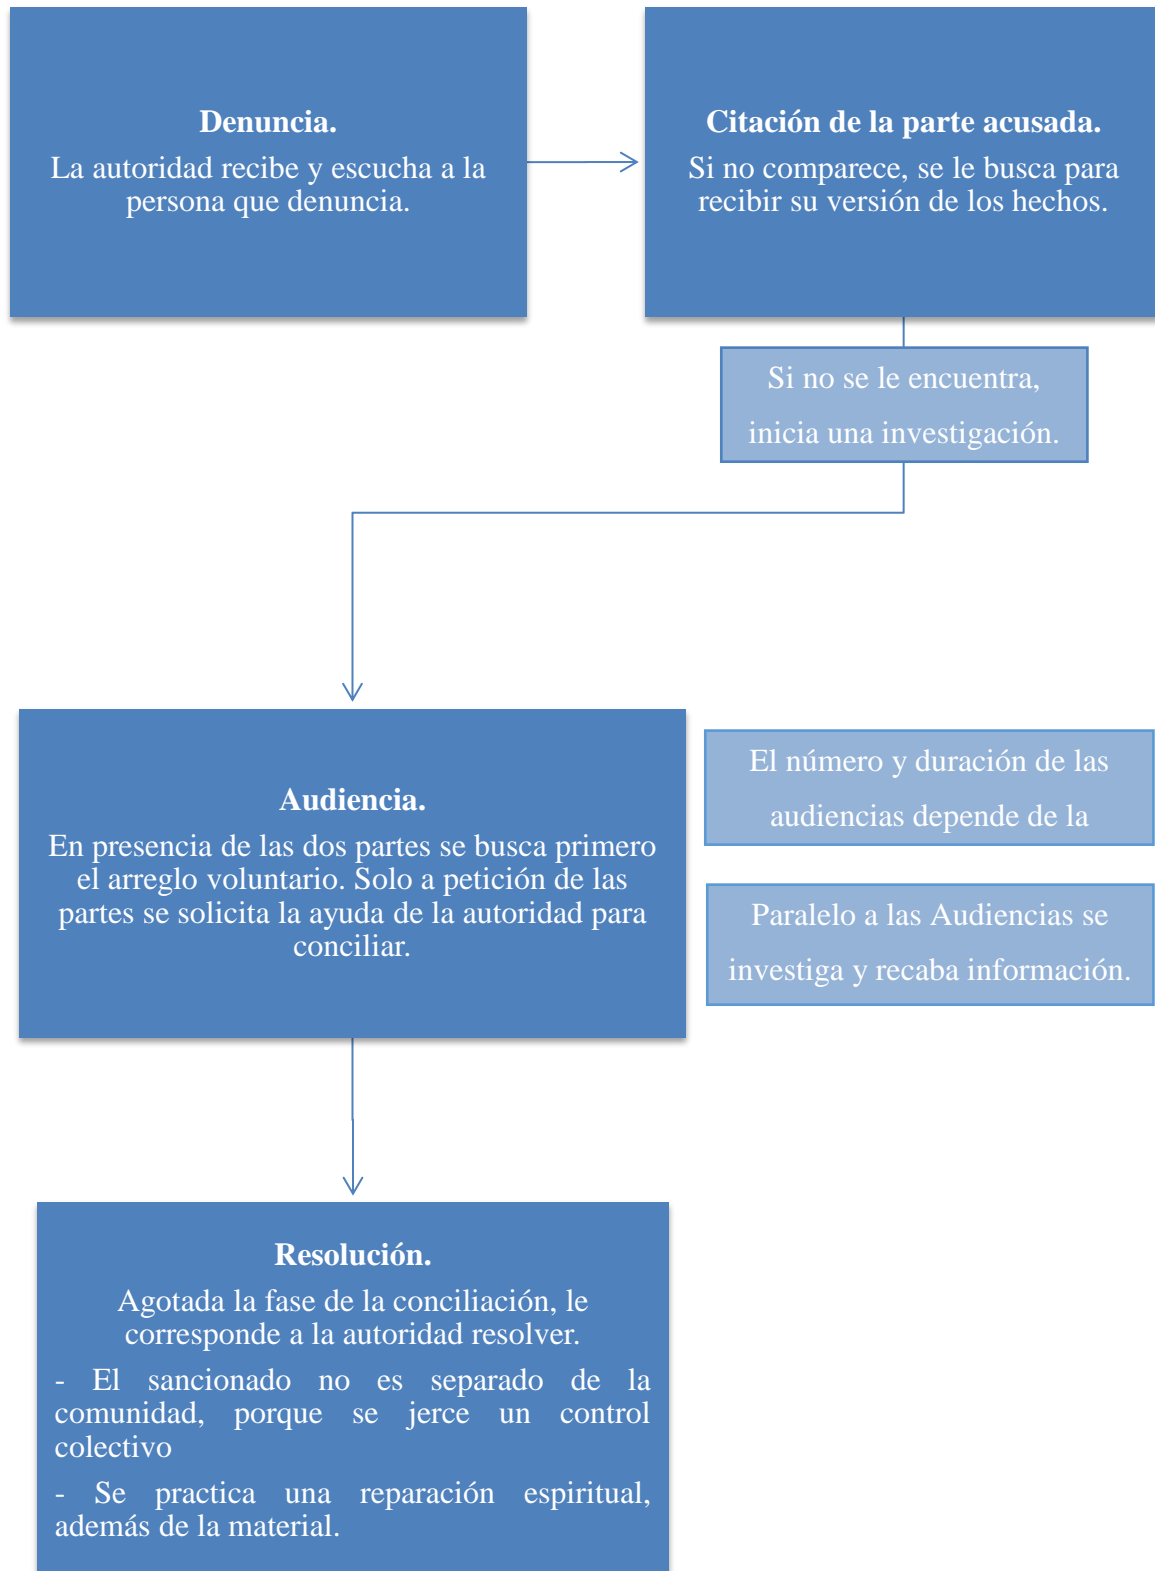 Denuncia.
La autoridad recibe y escucha a la
persona que denuncia.
Citación de la parte acusada.
Si no comparece, se le busca para
recibir su versión de los hechos.
Si no se le encuentra,
inicia una investigación.
Audiencia.
En presencia de las dos partes se busca primero
el arreglo voluntario. Solo a petición de las
partes se solicita la ayuda de la autoridad para
conciliar.
El número y duración de las
audiencias depende de la
Paralelo a las Audiencias se
investiga y recaba información.
Resolución.
Agotada la fase de la conciliación, le
corresponde a la autoridad resolver.
- El sancionado no es separado de la
comunidad, porque se jerce un control
colectivo
- Se practica una reparación espiritual,
además de la material.